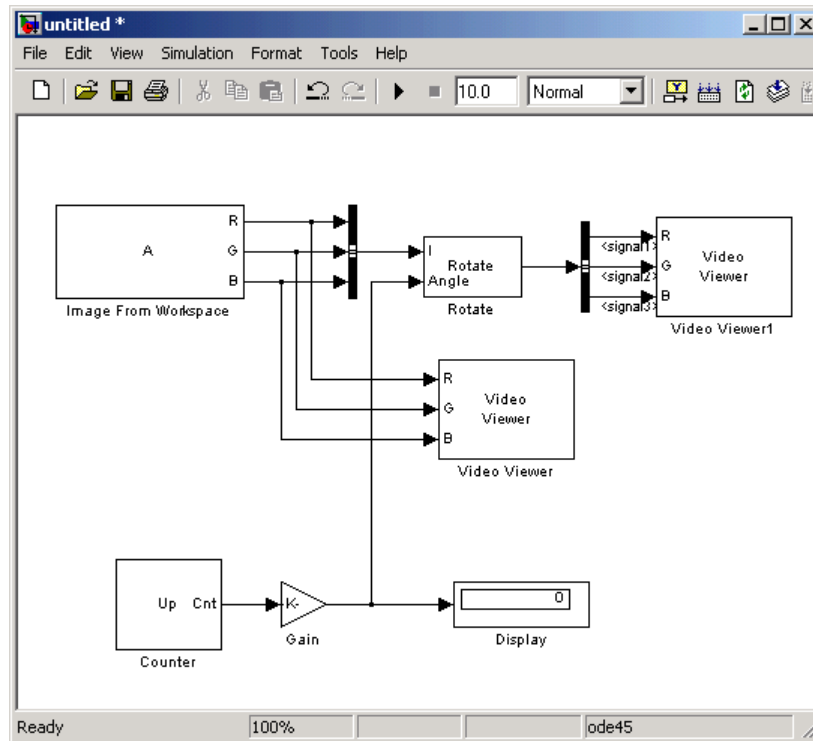 untitled *
File Edit View Simulation Format Tools Help
10.0 Normal
A R G B
Image From Workspace
I Angle Rotate
Rotate
<signal1>
<signal2>
<signal3>
R G B Video Viewer
Video Viewer1
R G B Video Viewer
Video Viewer
Up Cnt
Counter
-K-
Gain
0
Display
Ready 100% ode45